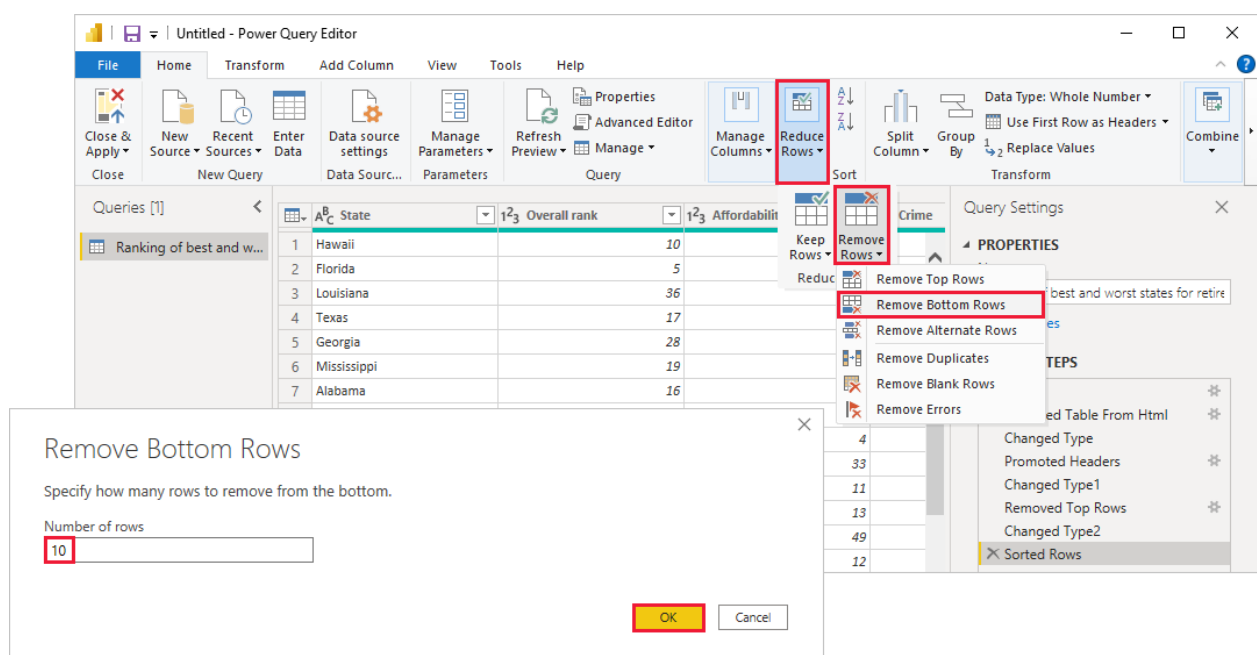 Untitled - Power Query Editor
File Home Transform Add Column View Tools Help
Close & Apply
New Source
Recent Sources
Enter Data
Data source settings
Manage Parameters
Refresh Preview
Properties
Advanced Editor
Manage
Manage Columns
Reduce Rows
Split Column
Group By
Data Type: Whole Number
Use First Row as Headers
Replace Values
Combine
Close New Query Data Sourc... Parameters Query Sort Transform
Keep Rows
Remove Rows
Reduc
Remove Top Rows
Remove Bottom Rows
Remove Alternate Rows
Remove Duplicates
Remove Blank Rows
Remove Errors
Queries [1]
Ranking of best and w...
ABC State 123 Overall rank 123 Affordabilit Crime
1 Hawaii 10
2 Florida 5
3 Louisiana 36
4 Texas 17
5 Georgia 28
6 Mississippi 19
7 Alabama 16
4
33
11
13
49
12
Query Settings
PROPERTIES
best and worst states for retire
es
TEPS
ed Table From Html
Changed Type
Promoted Headers
Changed Type1
Removed Top Rows
Changed Type2
Sorted Rows
Remove Bottom Rows
Specify how many rows to remove from the bottom.
Number of rows
10
OK Cancel